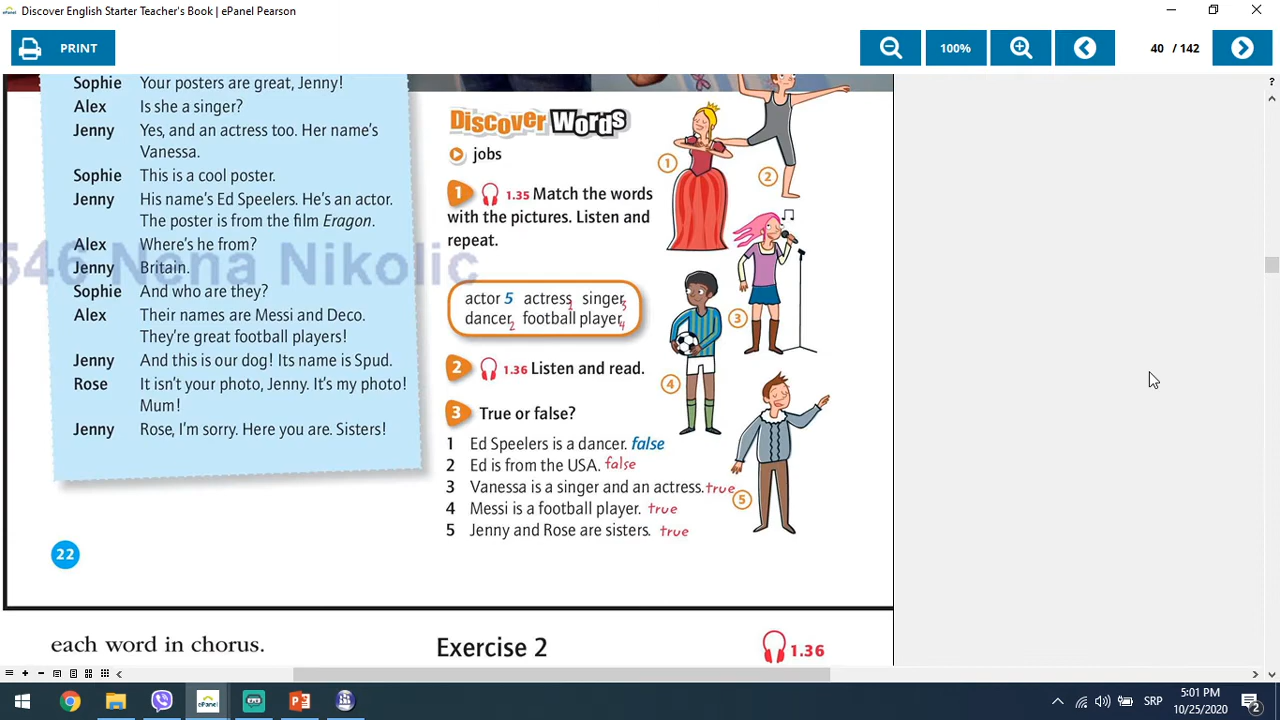 Discover English Starter Teacher's Book | ePanel Pearson
PRINT
100%
40 / 142
?
Sophie Your posters are great, Jenny!
Alex Is she a singer?
Jenny Yes, and an actress too. Her name's
Vanessa.
Sophie This is a cool poster.
Jenny His name's Ed Speelers. He's an actor.
The poster is from the film Eragon.
Alex Where's he from?
Jenny Britain.
Sophie And who are they?
Alex Their names are Messi and Deco.
They're great football players!
Jenny And this is our dog! Its name is Spud.
Rose It isn't your photo, Jenny. It's my photo!
Mum!
Jenny Rose, I'm sorry. Here you are. Sisters!
546 Nena Nikolic
22
Discover Words
jobs
1 1.35 Match the words
with the pictures. Listen and
repeat.
actor 5 actress 2 singer 3
dancer 2 football player 4
2 1.36 Listen and read.
3 True or false?
1 Ed Speelers is a dancer. false
2 Ed is from the USA. false
3 Vanessa is a singer and an actress. true
4 Messi is a football player. true
5 Jenny and Rose are sisters. true
1
2
3
4
5
each word in chorus.
Exercise 2 1.36
SRP
5:01 PM
10/25/2020
2